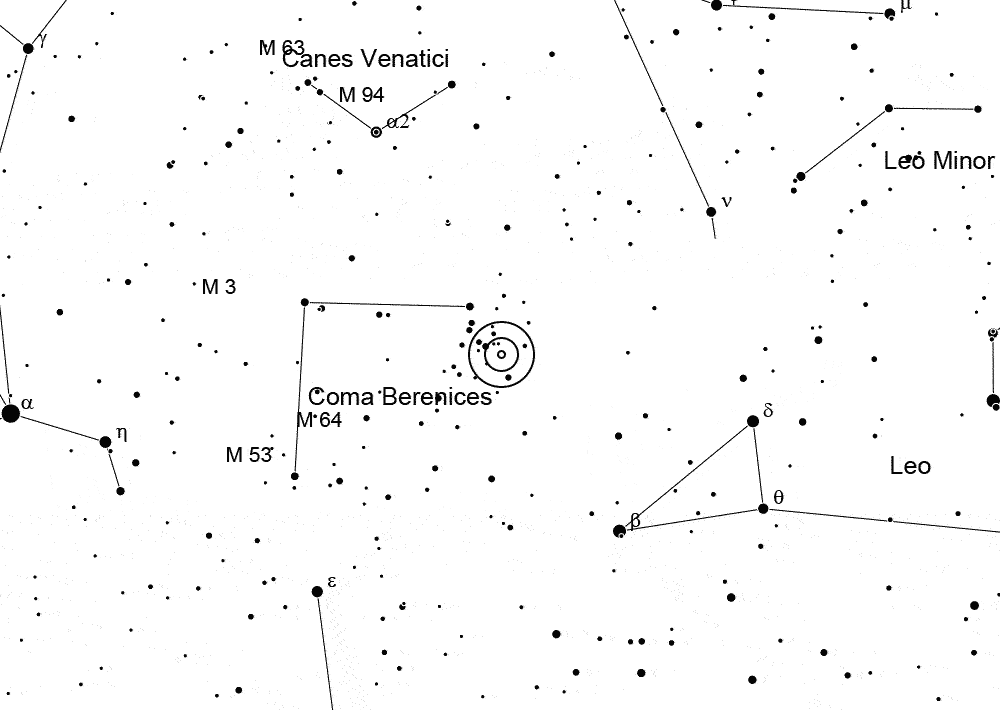 μ
γ
M 63
Canes Venatici
M 94
α2
Leo Minor
ν
M 3
Coma Berenices
α
δ
M 64
η
M 53
Leo
θ
β
ε